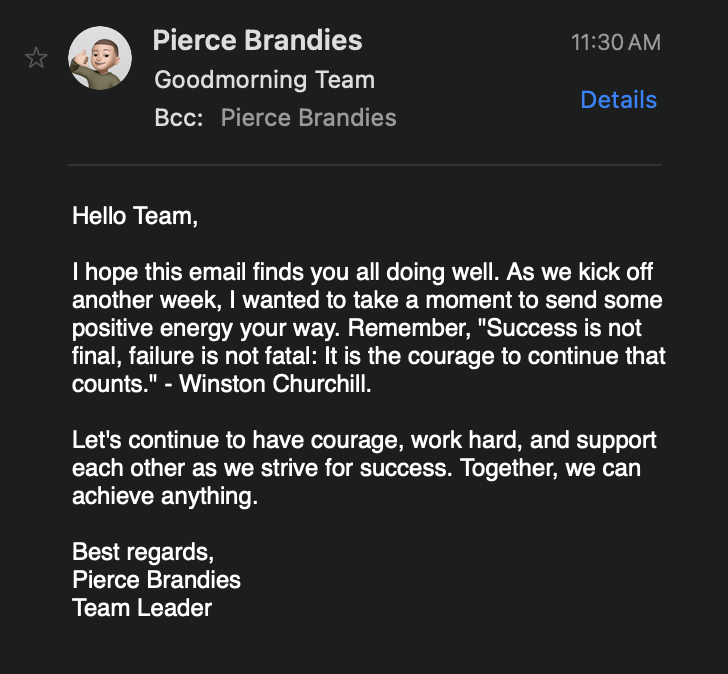 Pierce Brandies
11:30 AM
Goodmorning Team
Details
Bcc: Pierce Brandies
Hello Team,
I hope this email finds you all doing well. As we kick off
another week, I wanted to take a moment to send some
positive energy your way. Remember, "Success is not
final, failure is not fatal: It is the courage to continue that
counts." - Winston Churchill.
Let's continue to have courage, work hard, and support
each other as we strive for success. Together, we can
achieve anything.
Best regards,
Pierce Brandies
Team Leader